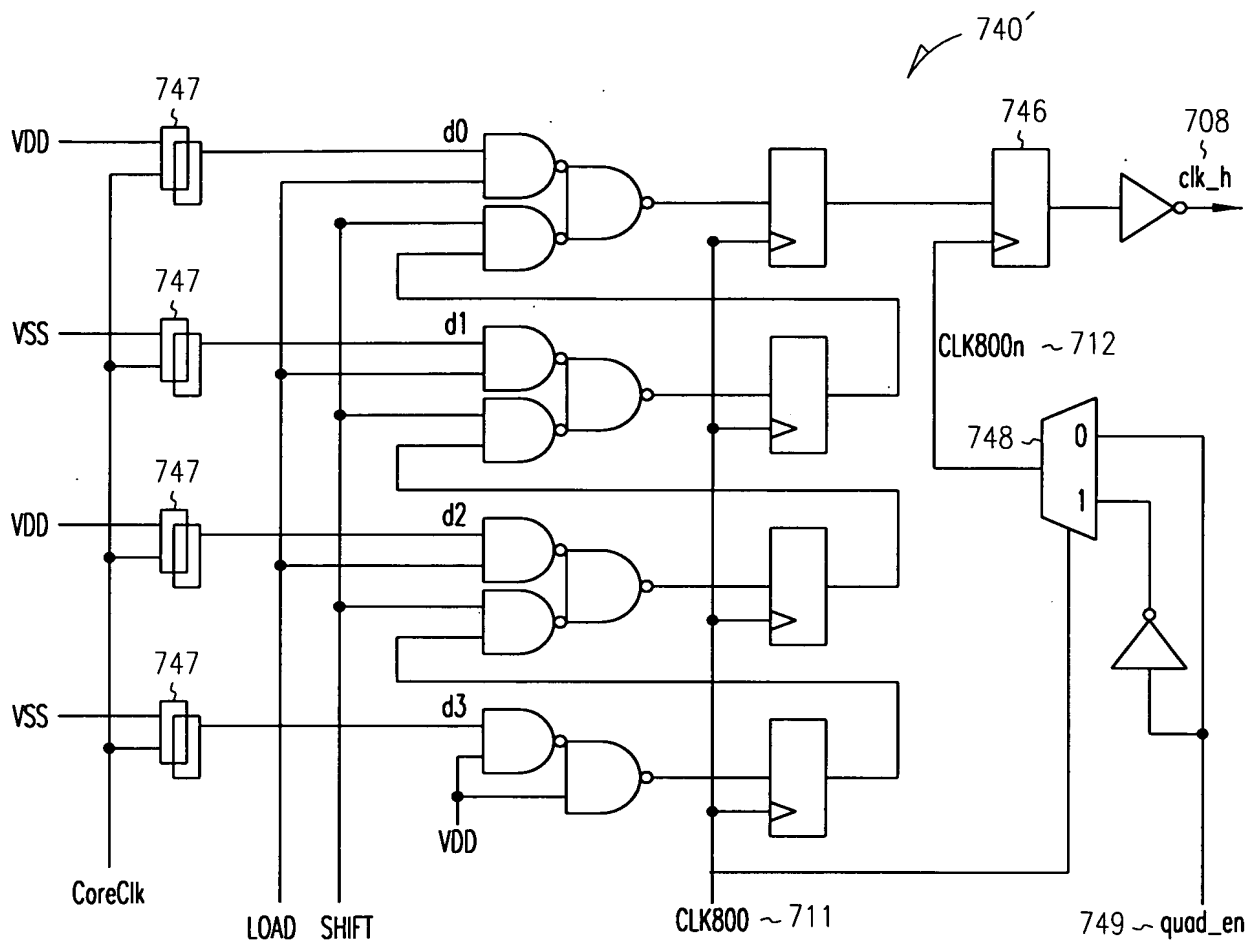 740′
747
746
708
VDD
d0
clk_h
747
VSS
d1
CLK800n ~ 712
748
0
1
747
VDD
d2
747
VSS
d3
VDD
CoreClk
LOAD
SHIFT
CLK800 ~ 711
749 ~ quad_en